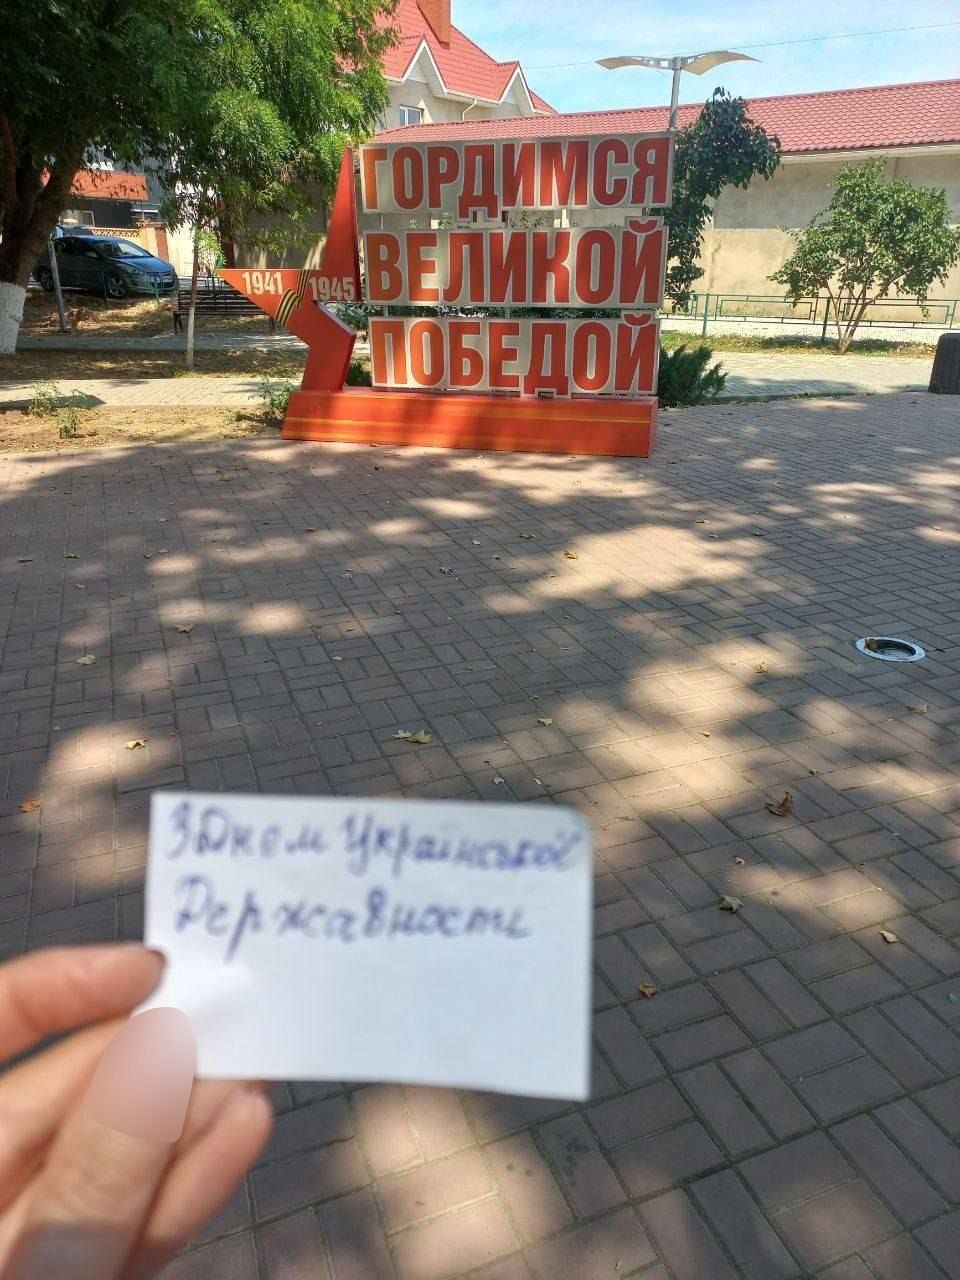 ГОРДИМСЯ
ВЕЛИКОЙ
ПОБЕДОЙ
1941 1945
З Днем Української
Державності